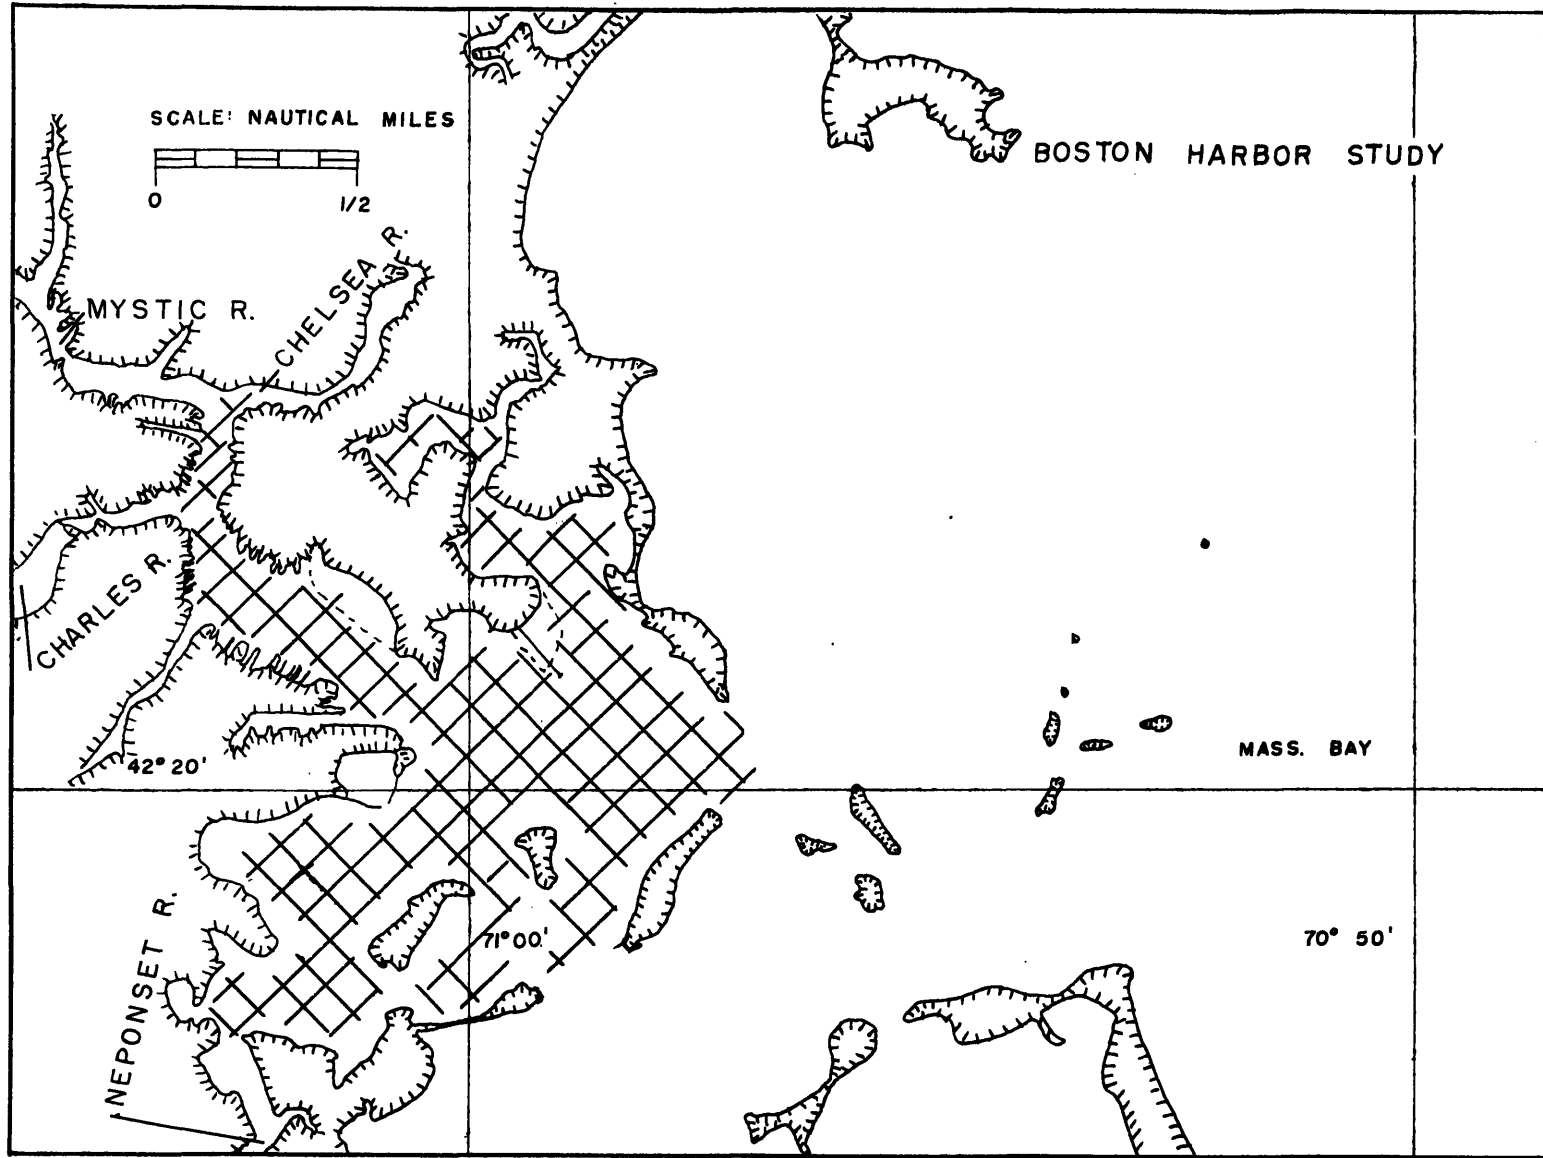 SCALE: NAUTICAL MILES
0 1/2
BOSTON HARBOR STUDY
MYSTIC R.
CHELSEA R.
CHARLES R.
42° 20'
MASS. BAY
71° 00'
70° 50'
NEPONSET R.